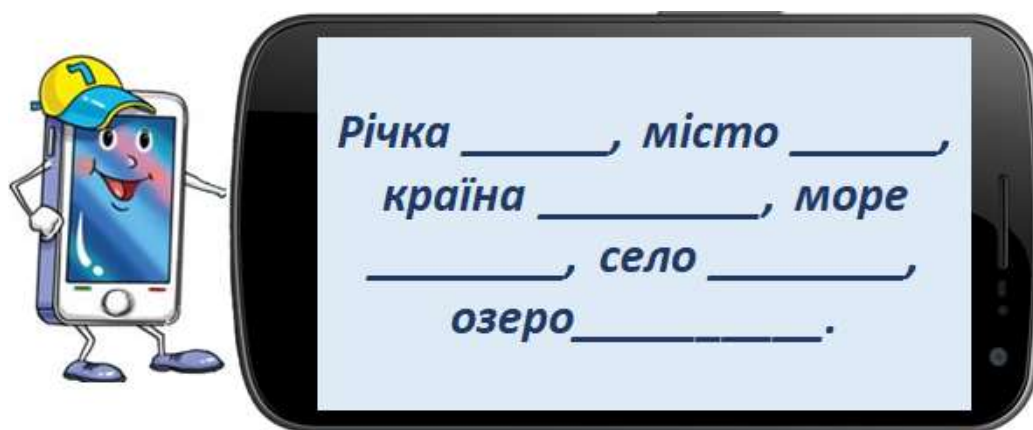 Річка ______, місто ______,
країна _________, море
________, село ________,
озеро__________.